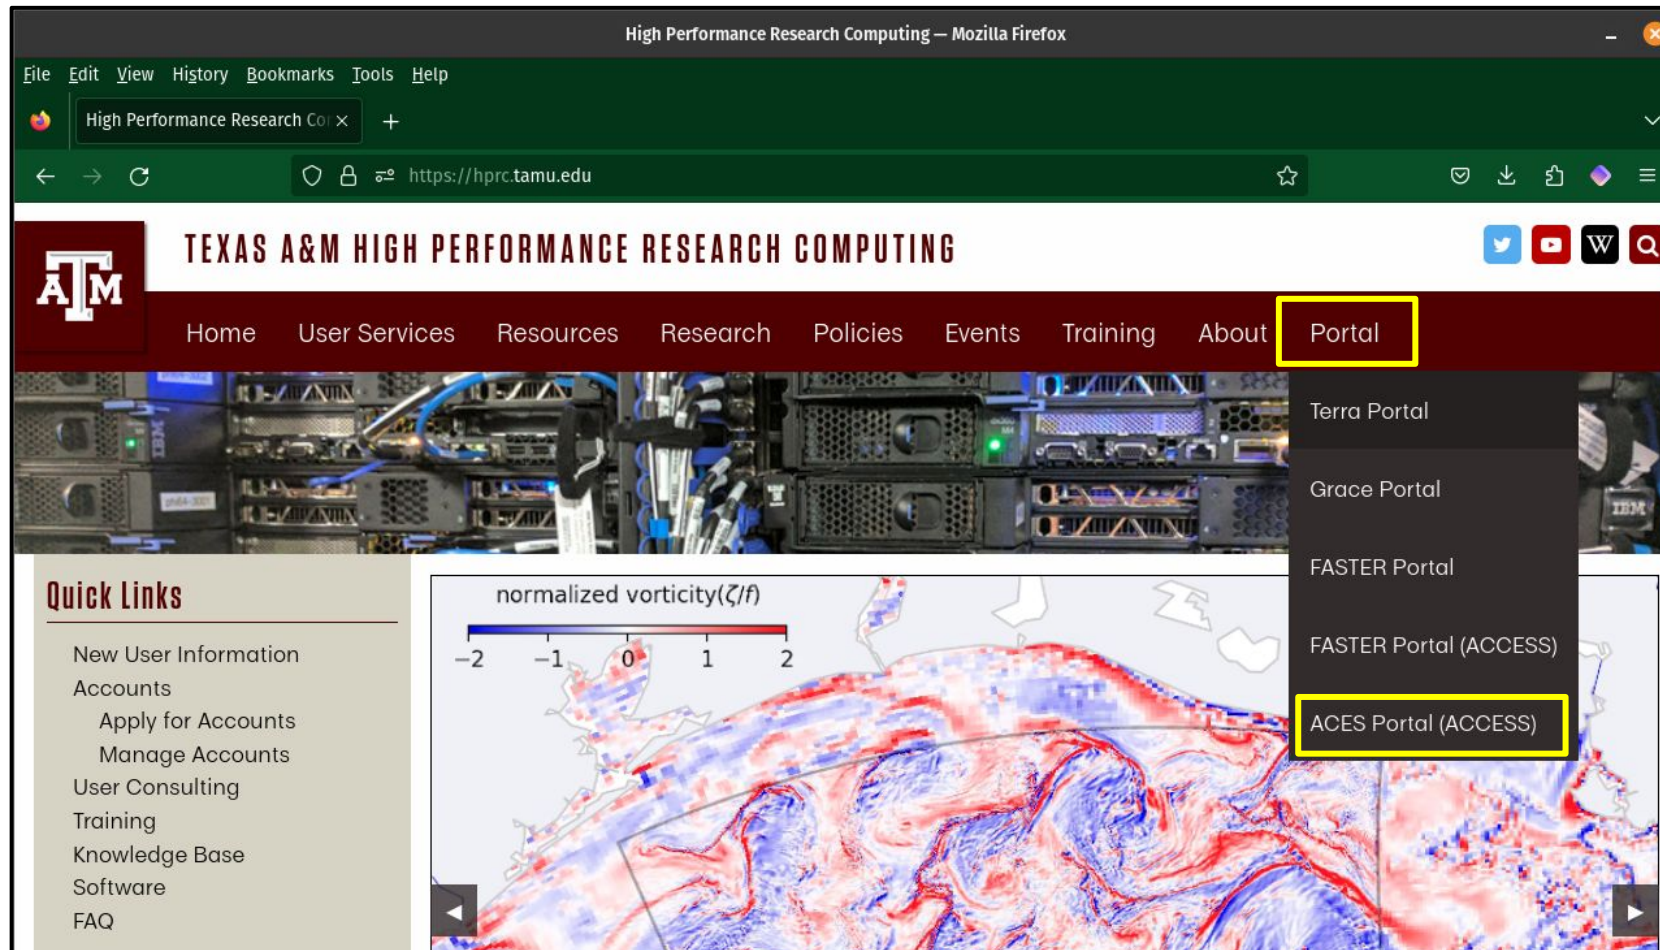 High Performance Research Computing — Mozilla Firefox
File Edit View History Bookmarks Tools Help
High Performance Research Co
https://hprc.tamu.edu
TEXAS A&M HIGH PERFORMANCE RESEARCH COMPUTING
W
ATM
Home User Services Resources Research Policies Events Training About Portal
Terra Portal
Grace Portal
FASTER Portal
FASTER Portal (ACCESS)
ACES Portal (ACCESS)
IBM
IBM
Quick Links
New User Information
Accounts
Apply for Accounts
Manage Accounts
User Consulting
Training
Knowledge Base
Software
FAQ
normalized vorticity(ζ/f)
−2 −1 0 1 2